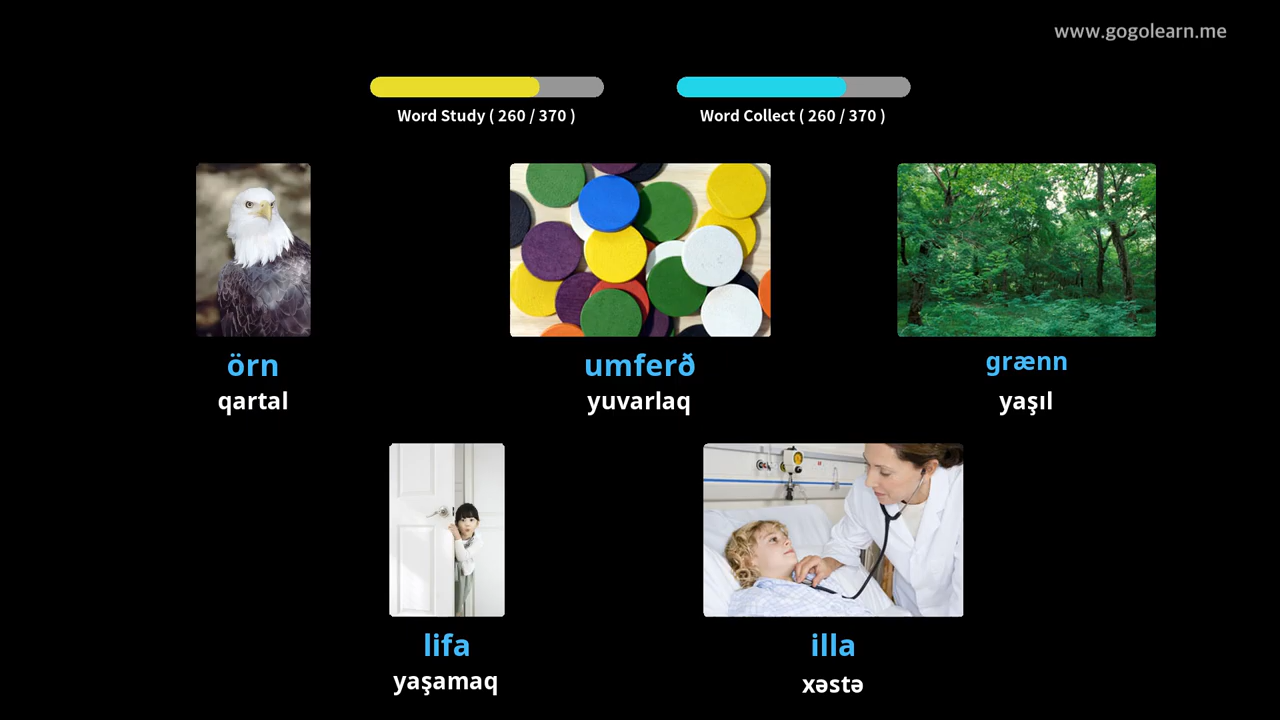 www.gogolearn.me
Word Study ( 260 / 370 )
Word Collect ( 260 / 370 )
örn
qartal
umferð
yuvarlaq
grænn
yaşıl
lifa
yaşamaq
illa
xəstə